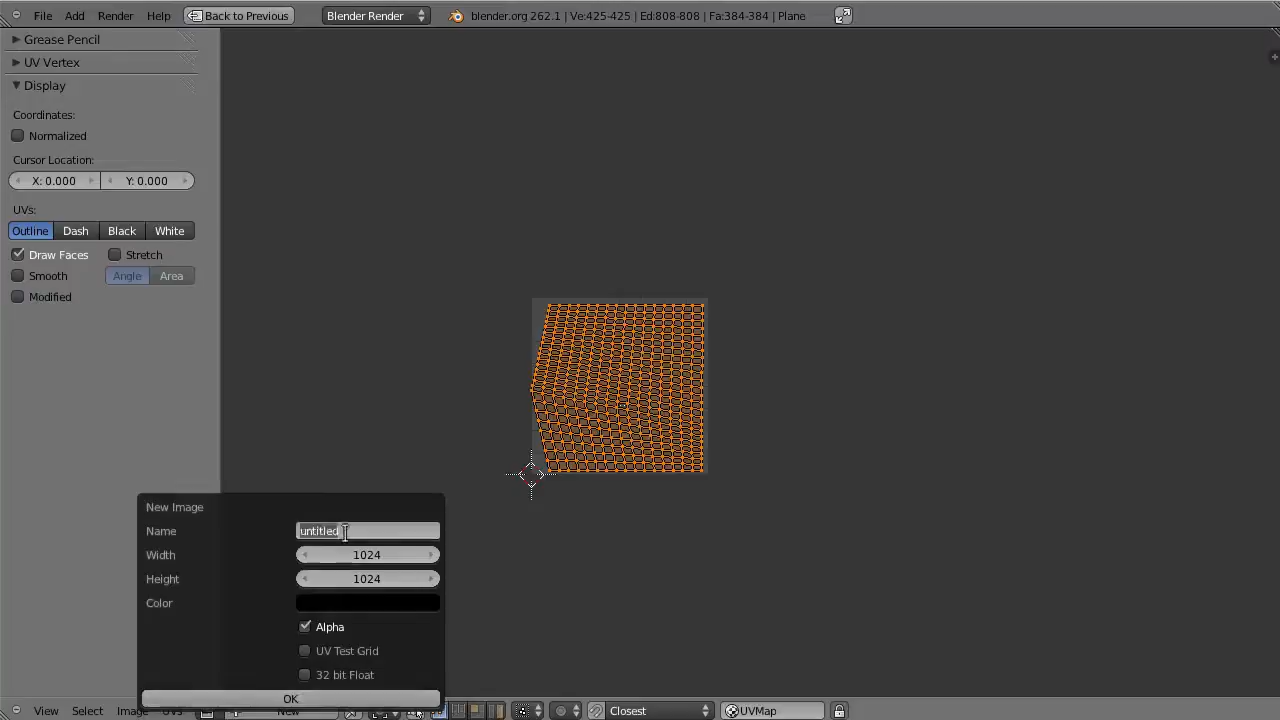 File Add Render Help Back to Previous Blender Render blender.org 262.1 | Ve:425-425 | Ed:808-808 | Fa:384-384 | Plane
Grease Pencil
UV Vertex
Display
Coordinates:
Normalized
Cursor Location:
X: 0.000 Y: 0.000
UVs:
Outline Dash Black White
Draw Faces Stretch
Smooth Angle Area
Modified
New Image
Name untitled
Width 1024
Height 1024
Color
Alpha
UV Test Grid
32 bit Float
OK
View Select Image UVs New Closest UVMap